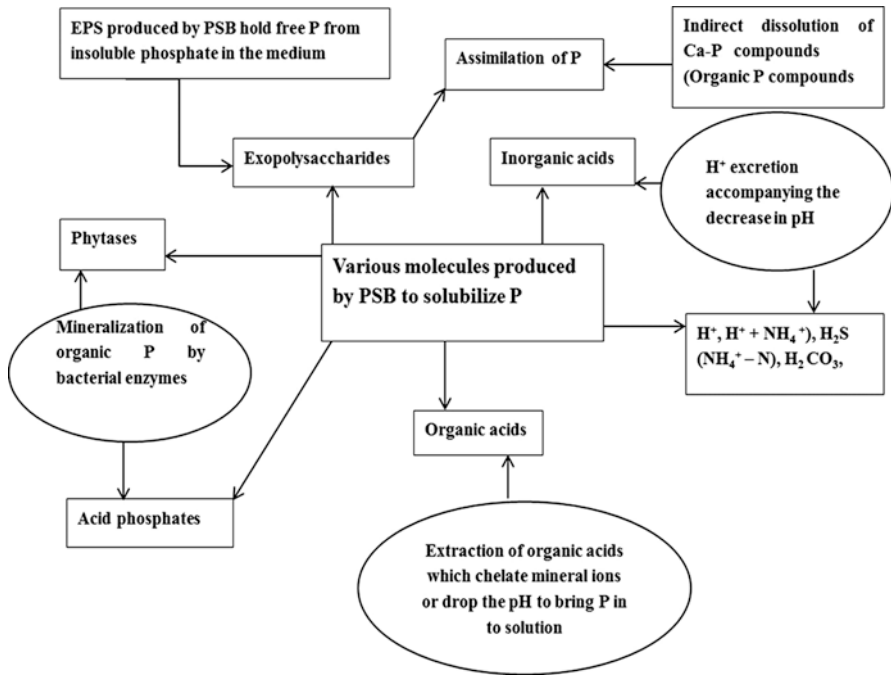 EPS produced by PSB hold free P from
insoluble phosphate in the medium
Assimilation of P
Indirect dissolution of
Ca-P compounds
(Organic P compounds
Exopolysaccharides
Inorganic acids
H⁺ excretion
accompanying the
decrease in pH
Phytases
Various molecules produced
by PSB to solubilize P
Mineralization of
organic P by
bacterial enzymes
H⁺, H⁺ + NH₄⁺), H₂S
(NH₄⁺ – N), H₂ CO₃,
Organic acids
Acid phosphates
Extraction of organic acids
which chelate mineral ions
or drop the pH to bring P in
to solution